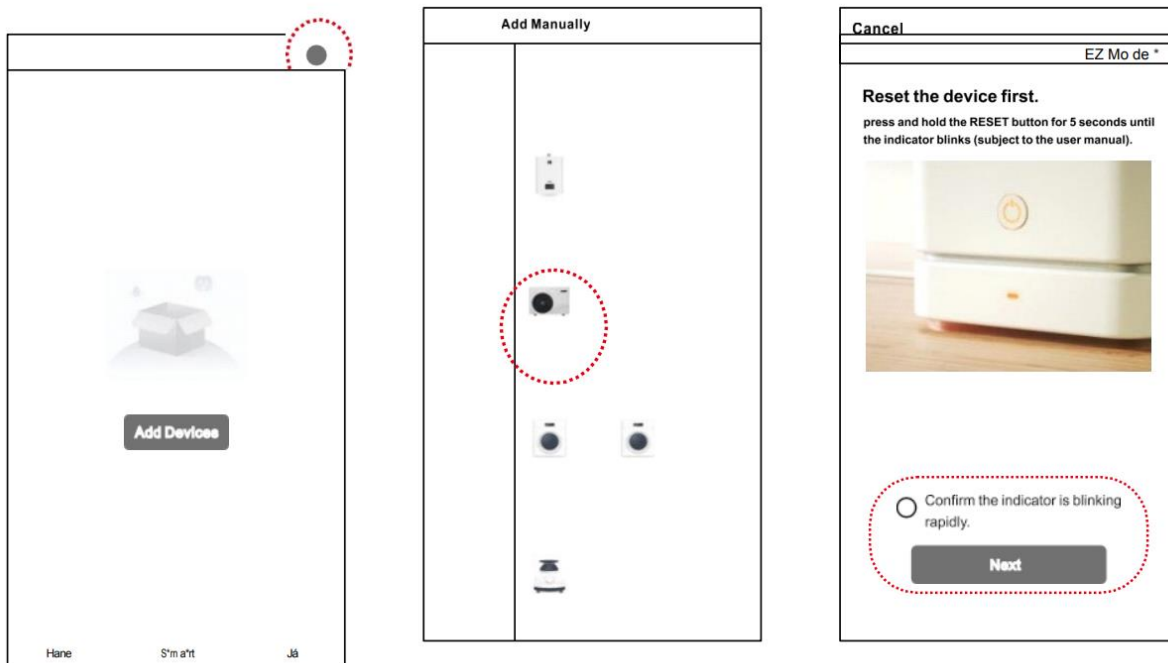 Add Devices
Hane S*m a*rt Já
Add Manually
Cancel
EZ Mo de *
Reset the device first.
press and hold the RESET button for 5 seconds until
the indicator blinks (subject to the user manual).
Confirm the indicator is blinking
rapidly.
Next